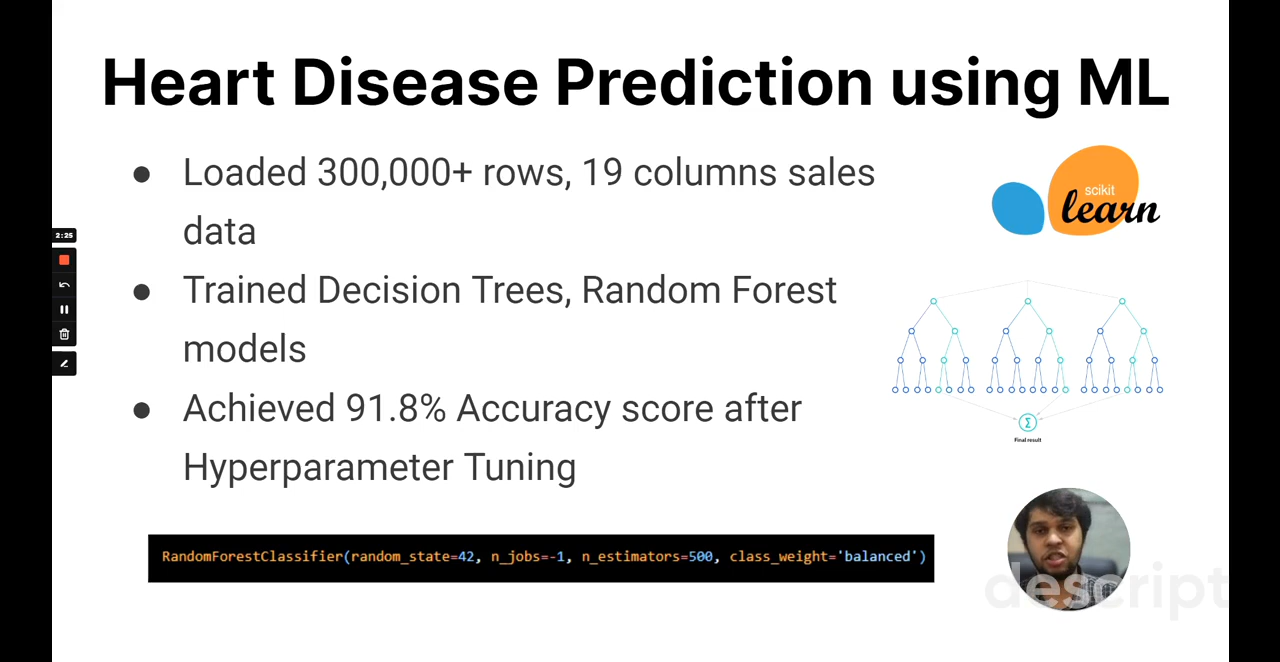 Heart Disease Prediction using ML
● Loaded 300,000+ rows, 19 columns sales
data
● Trained Decision Trees, Random Forest
models
● Achieved 91.8% Accuracy score after
Hyperparameter Tuning
RandomForestClassifier(random_state=42, n_jobs=-1, n_estimators=500, class_weight='balanced')
scikit
learn
Σ
Final result
2:25
descript